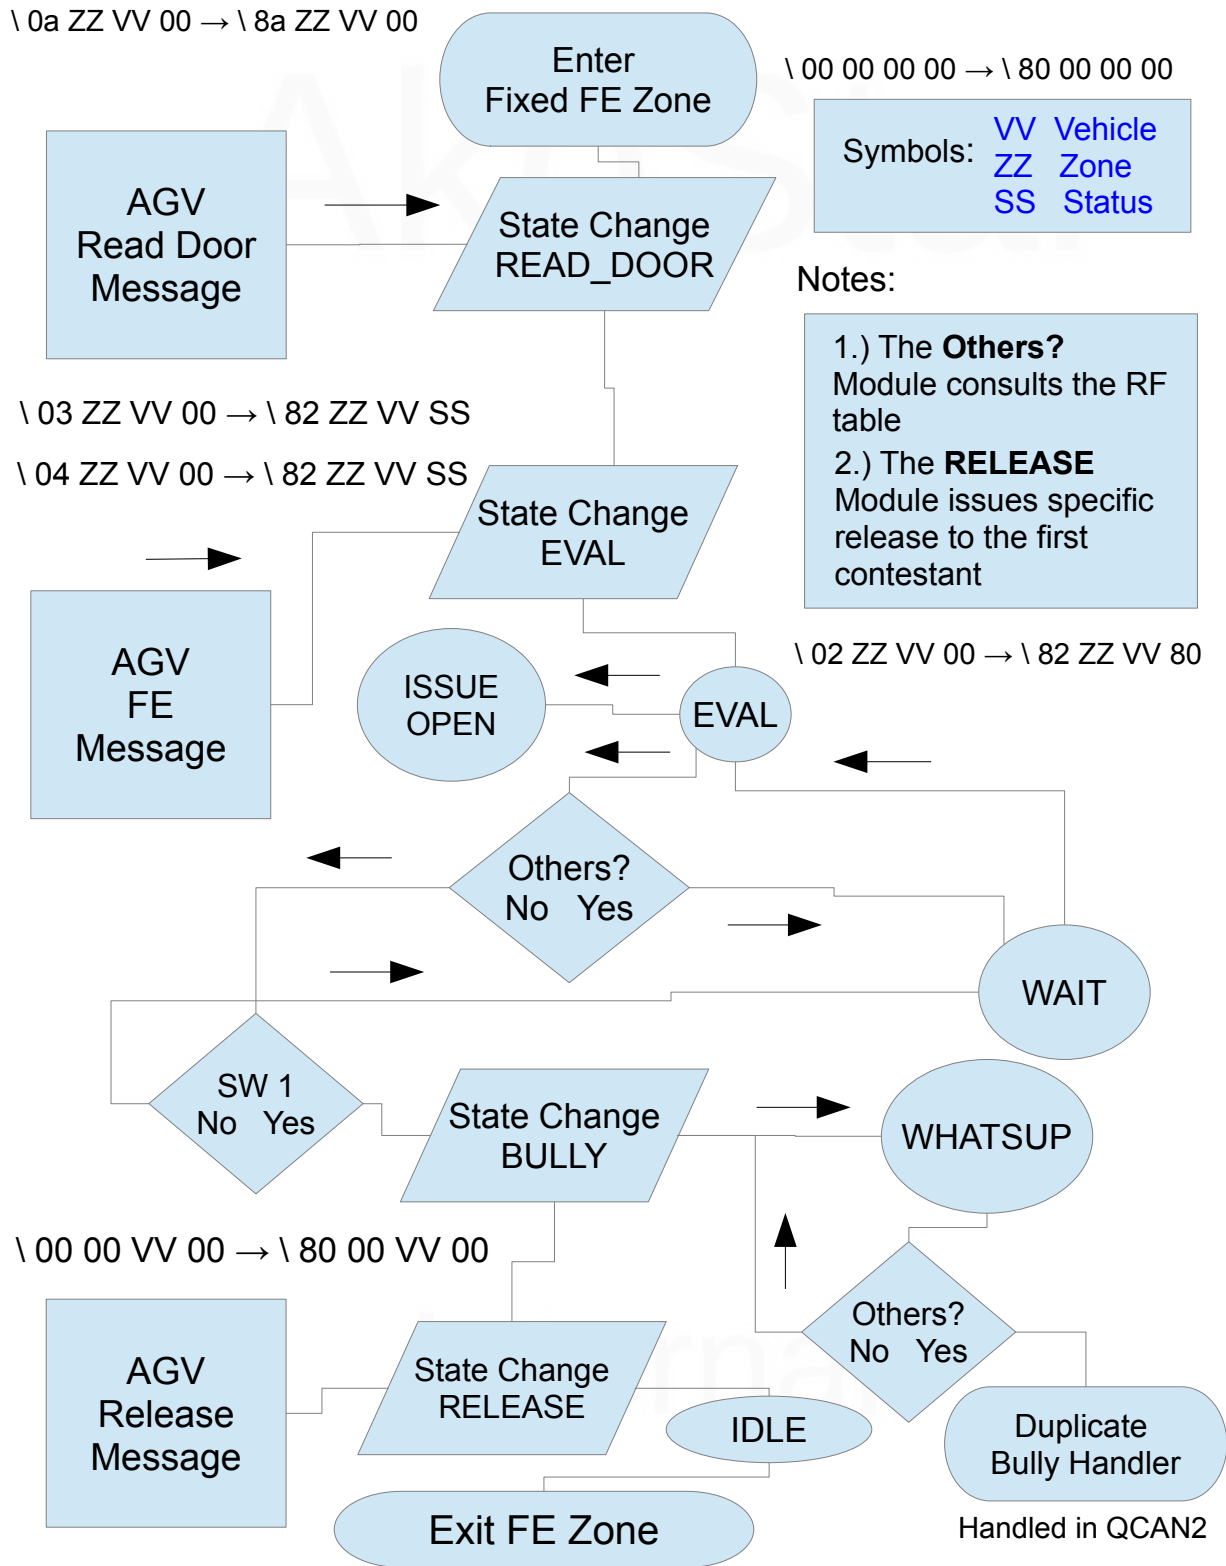 \ 0a ZZ VV 00 → \ 8a ZZ VV 00
Enter
Fixed FE Zone
\ 00 00 00 00 → \ 80 00 00 00
Symbols:
VV Vehicle
ZZ Zone
SS Status
AGV
Read Door
Message
State Change
READ_DOOR
Notes:
1.) The Others?
Module consults the RF
table
2.) The RELEASE
Module issues specific
release to the first
contestant
\ 03 ZZ VV 00 → \ 82 ZZ VV SS
\ 04 ZZ VV 00 → \ 82 ZZ VV SS
State Change
EVAL
AGV
FE
Message
\ 02 ZZ VV 00 → \ 82 ZZ VV 80
ISSUE
OPEN
EVAL
Others?
No Yes
WAIT
SW 1
No Yes
State Change
BULLY
WHATSUP
\ 00 00 VV 00 → \ 80 00 VV 00
Others?
No Yes
AGV
Release
Message
State Change
RELEASE
IDLE
Duplicate
Bully Handler
Exit FE Zone
Handled in QCAN2